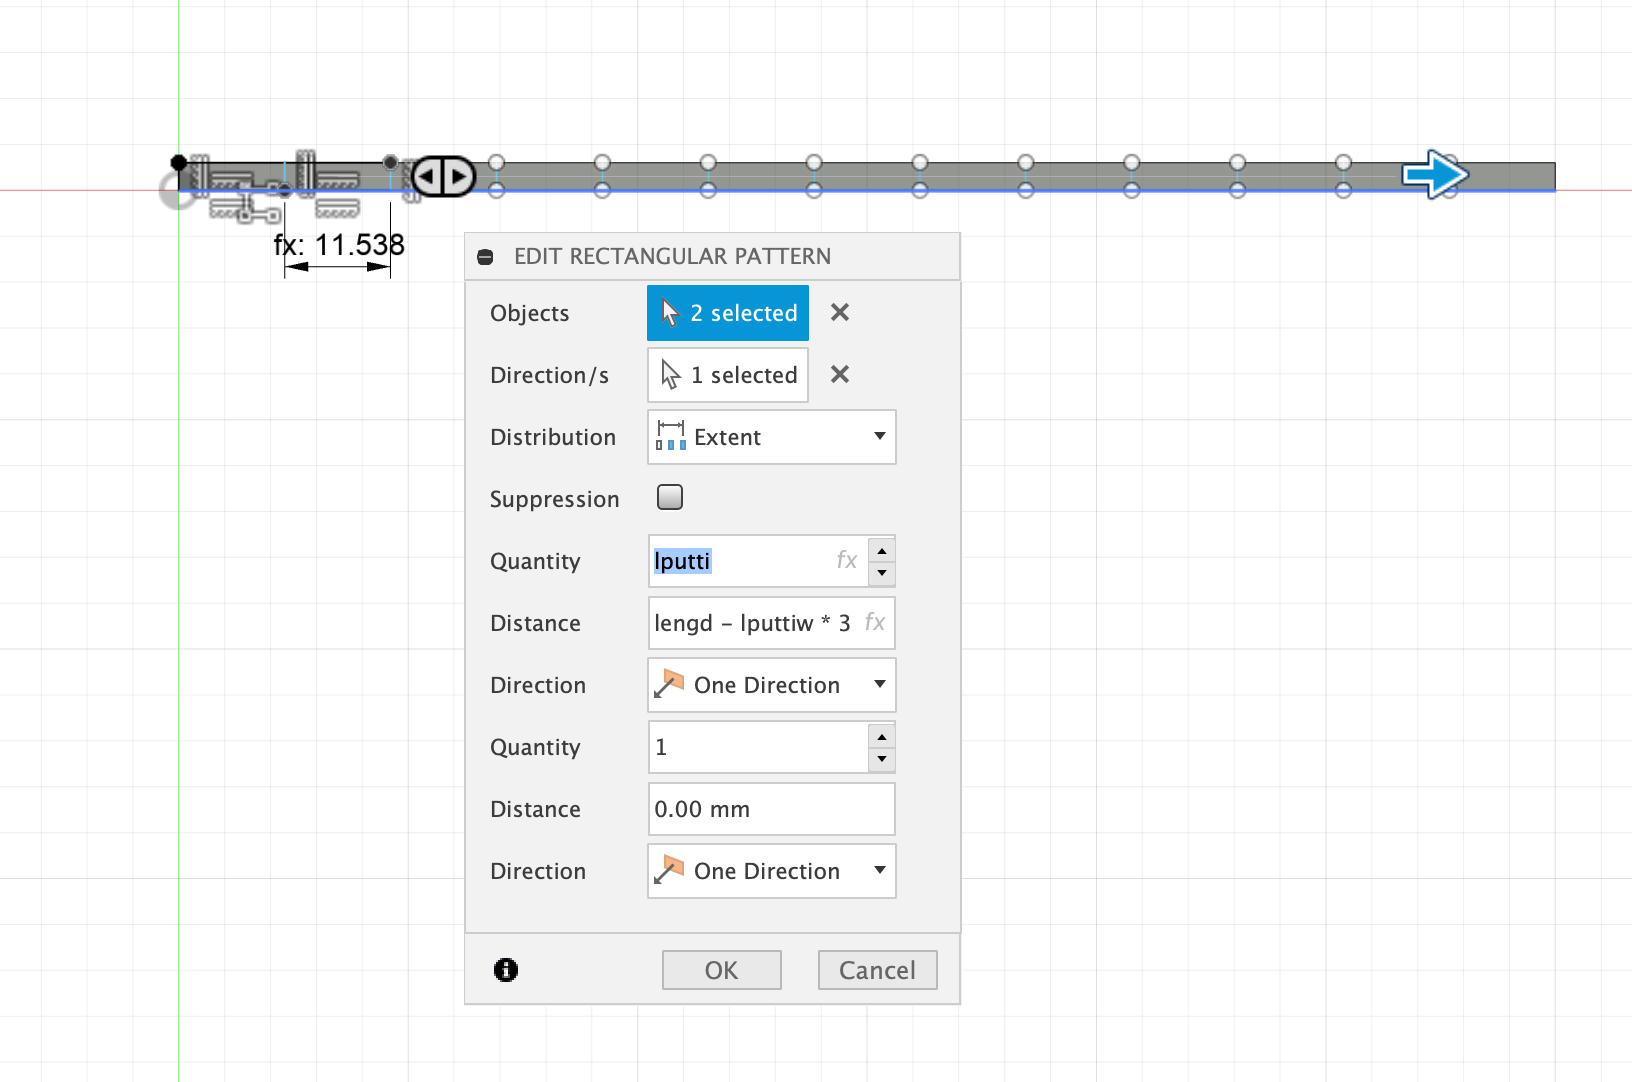 fx: 11.538
EDIT RECTANGULAR PATTERN
Objects 2 selected
Direction/s 1 selected
Distribution Extent
Suppression
Quantity lputti fx
Distance lengd - lputtiw * 3 fx
Direction One Direction
Quantity 1
Distance 0.00 mm
Direction One Direction
OK Cancel